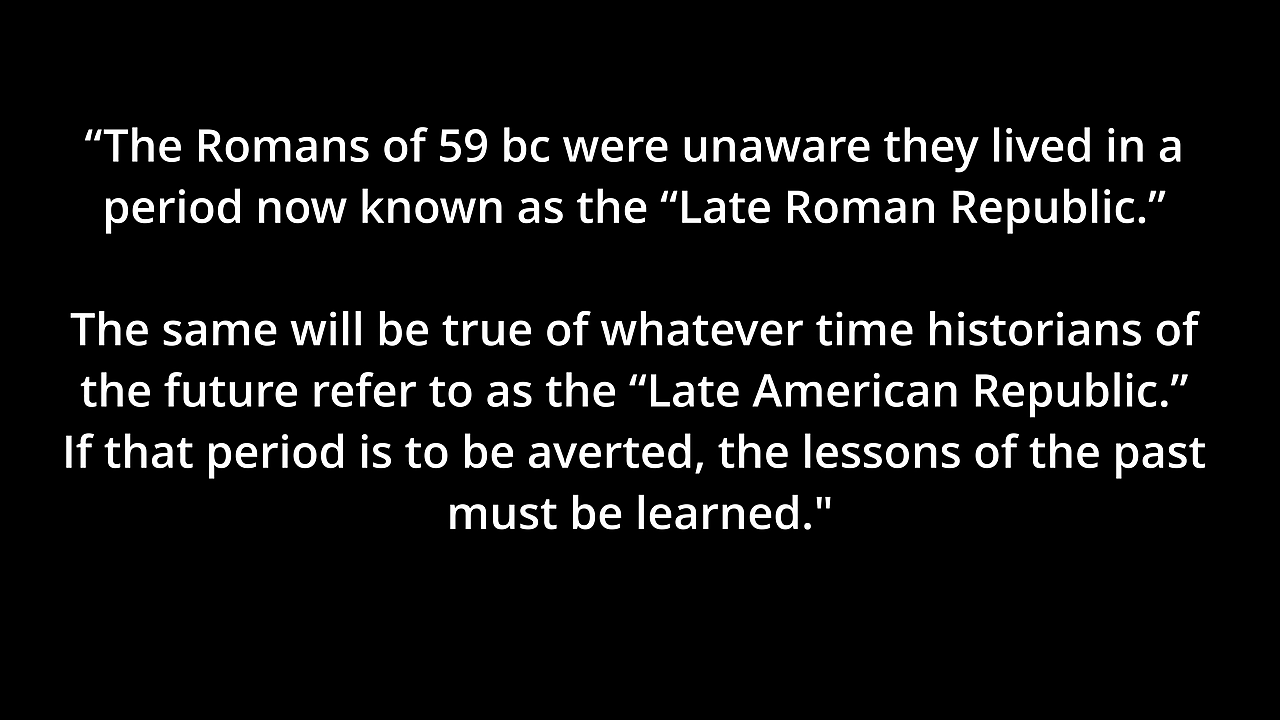 “The Romans of 59 bc were unaware they lived in a
period now known as the “Late Roman Republic.”
The same will be true of whatever time historians of
the future refer to as the “Late American Republic.”
If that period is to be averted, the lessons of the past
must be learned."